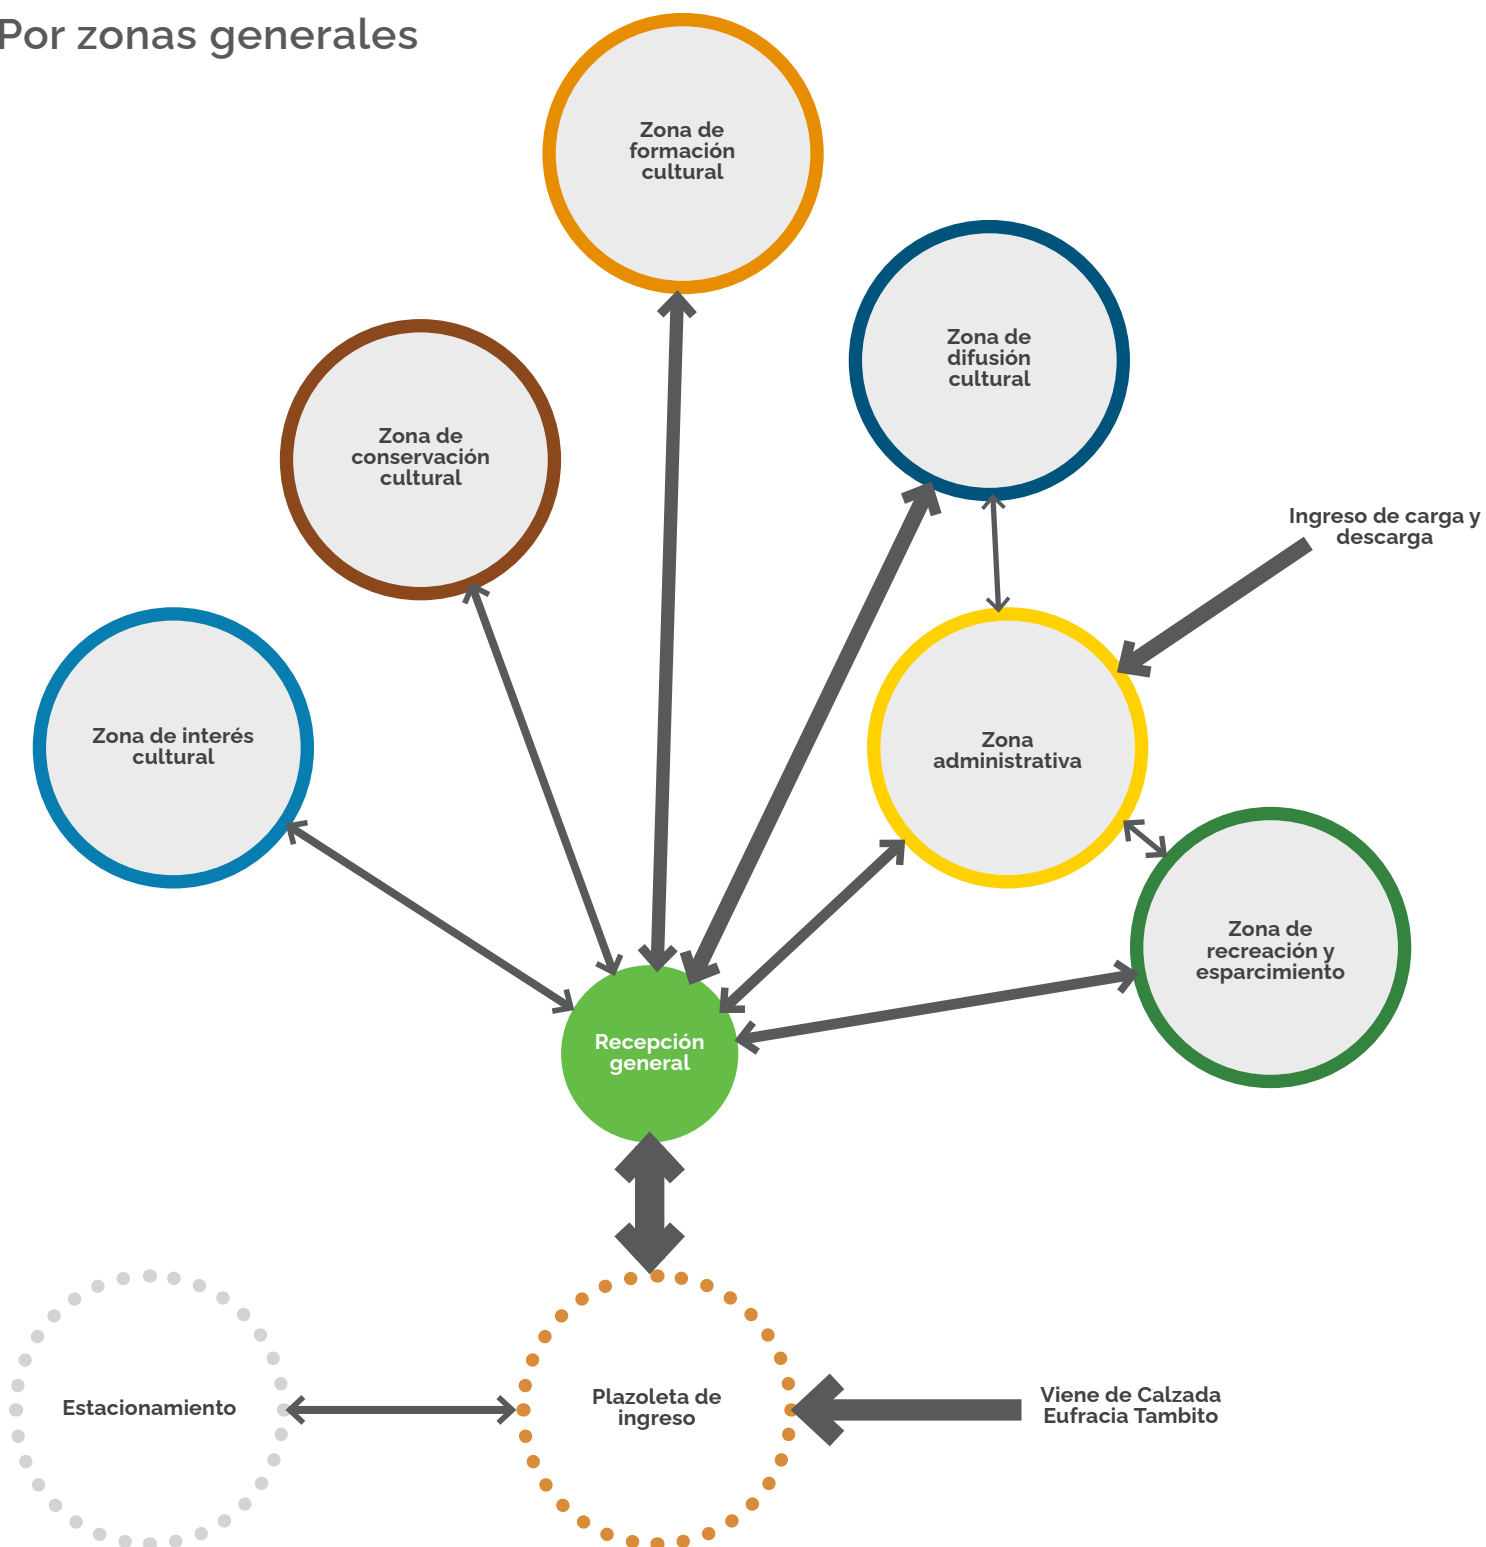 Por zonas generales
Zona de
formación
cultural
Zona de
difusión
cultural
Zona de
conservación
cultural
Ingreso de carga y
descarga
Zona de interés
cultural
Zona
administrativa
Zona de
recreación y
esparcimiento
Recepción
general
Estacionamiento
Plazoleta de
ingreso
Viene de Calzada
Eufracia Tambito